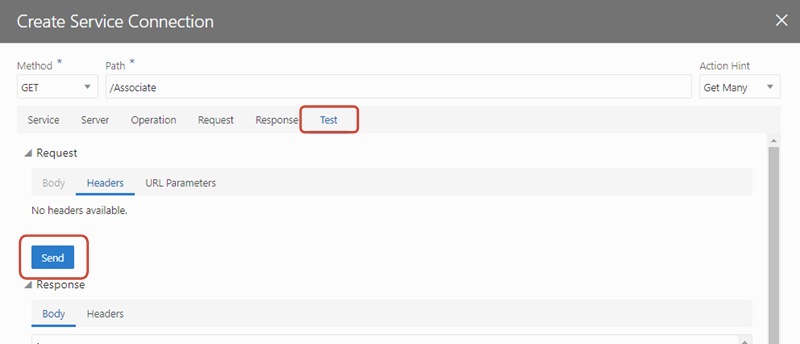 Create Service Connection
Method * Path * Action Hint
GET /Associate Get Many
Service Server Operation Request Response Test
Request
Body Headers URL Parameters
No headers available.
Send
Response
Body Headers